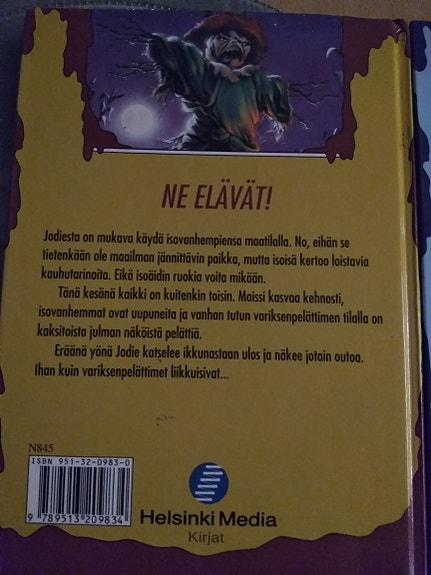 NE ELÄVÄT!
Jodiesta on mukava käydä isovanhempiensa maatilalla. No, eihän se
tietenkään ole maailman jännittävin paikka, mutta isoisä kertoo loistavia
kauhutarinoita. Eikä isoäidin ruokia voita mikään.
Tänä kesänä kaikki on kuitenkin toisin. Maissi kasvaa kehnosti,
isovanhemmat ovat uupuneita ja vanhan tutun variksenpelättimen tilalla on
kaksitoista julman näköistä pelättiä.
Eräänä yönä Jodie katselee ikkunastaan ulos ja näkee jotain outoa.
Ihan kuin variksenpelättimet liikkuisivat...
N845
ISBN 951-32-0983-0
9 789513 209834
Helsinki Media
Kirjat